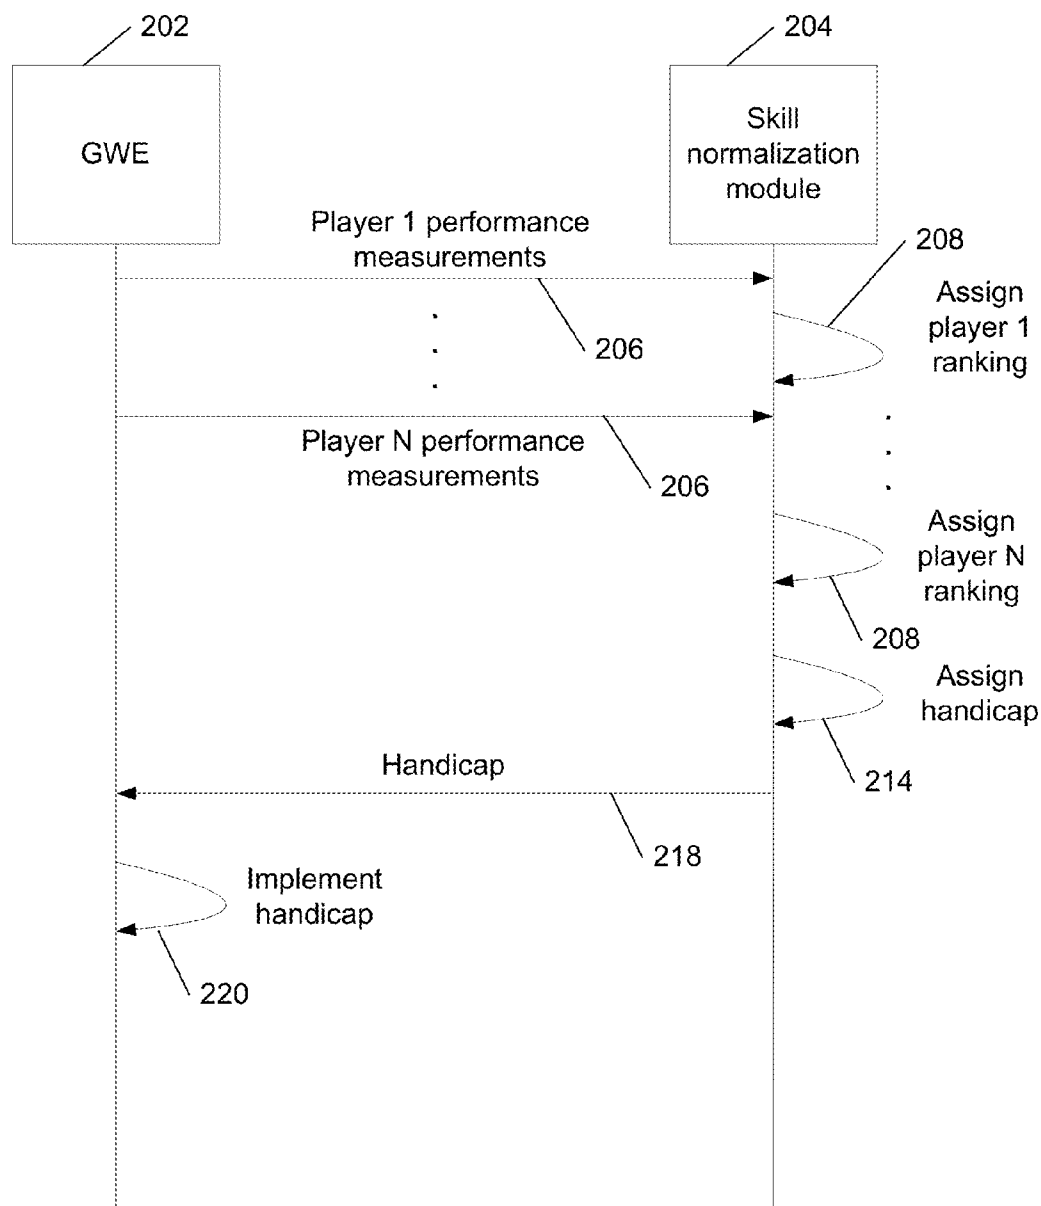 202
204
GWE
Skill
normalization
module
Player 1 performance
measurements
208
Assign
player 1
ranking
206
Player N performance
measurements
206
Assign
player N
ranking
208
Assign
handicap
214
Handicap
218
Implement
handicap
220